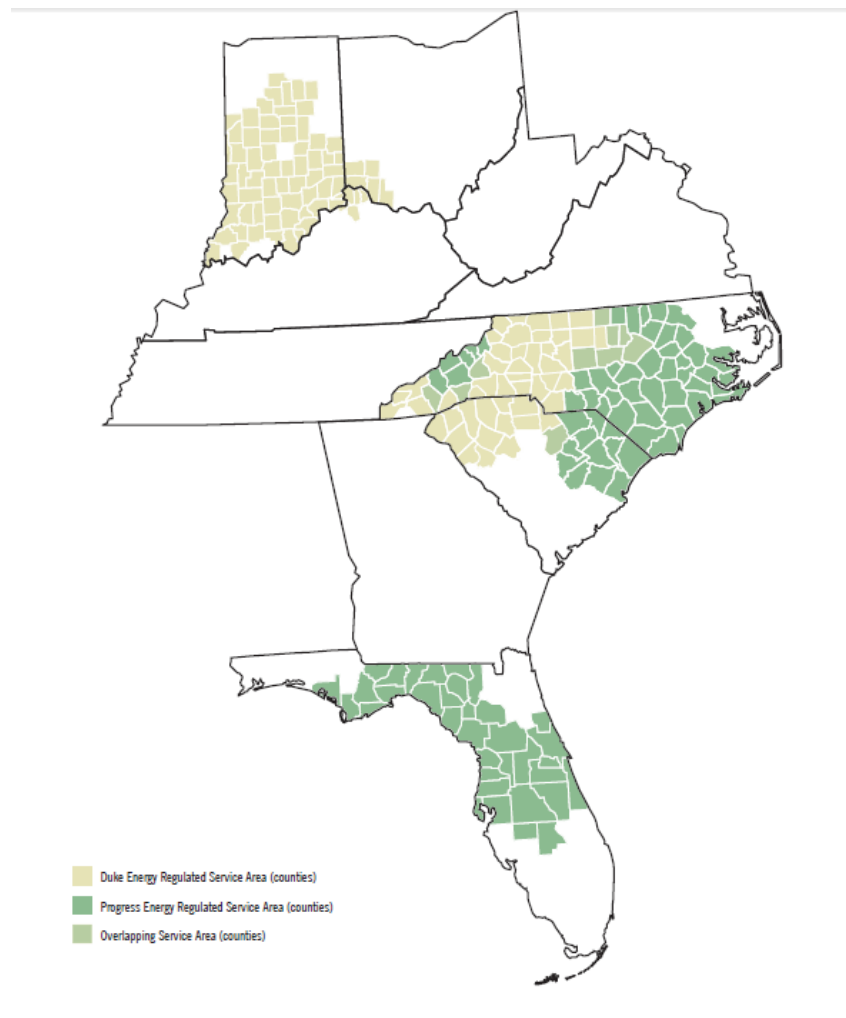 Duke Energy Regulated Service Area (counties)
Progress Energy Regulated Service Area (counties)
Overlapping Service Area (counties)